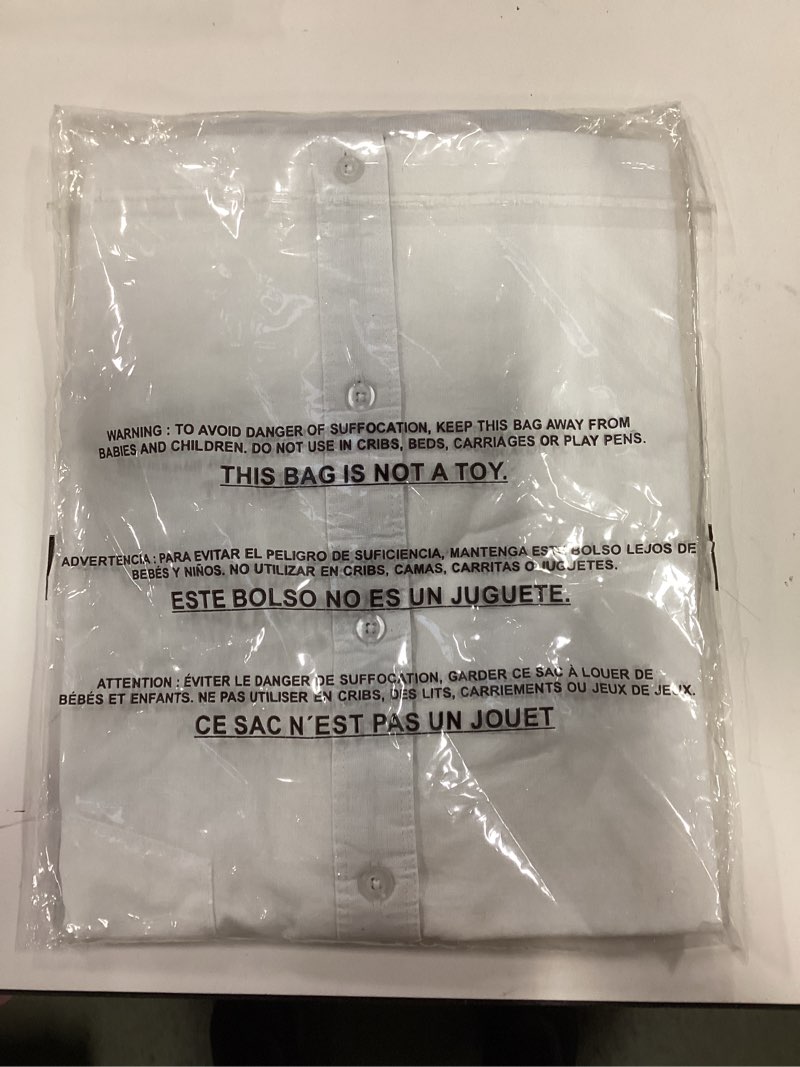 WARNING : TO AVOID DANGER OF SUFFOCATION, KEEP THIS BAG AWAY FROM
BABIES AND CHILDREN. DO NOT USE IN CRIBS, BEDS, CARRIAGES OR PLAY PENS.
THIS BAG IS NOT A TOY.
ADVERTENCIA : PARA EVITAR EL PELIGRO DE SUFICIENCIA, MANTENGA ESTE BOLSO LEJOS DE
BEBÉS Y NIÑOS. NO UTILIZAR EN CRIBS, CAMAS, CARRITAS O JUGUETES.
ESTE BOLSO NO ES UN JUGUETE.
ATTENTION : ÉVITER LE DANGER DE SUFFOCATION, GARDER CE SAC À LOUER DE
BÉBÉS ET ENFANTS. NE PAS UTILISER EN CRIBS, DES LITS, CARRIEMENTS OU JEUX DE JEUX.
CE SAC N´EST PAS UN JOUET